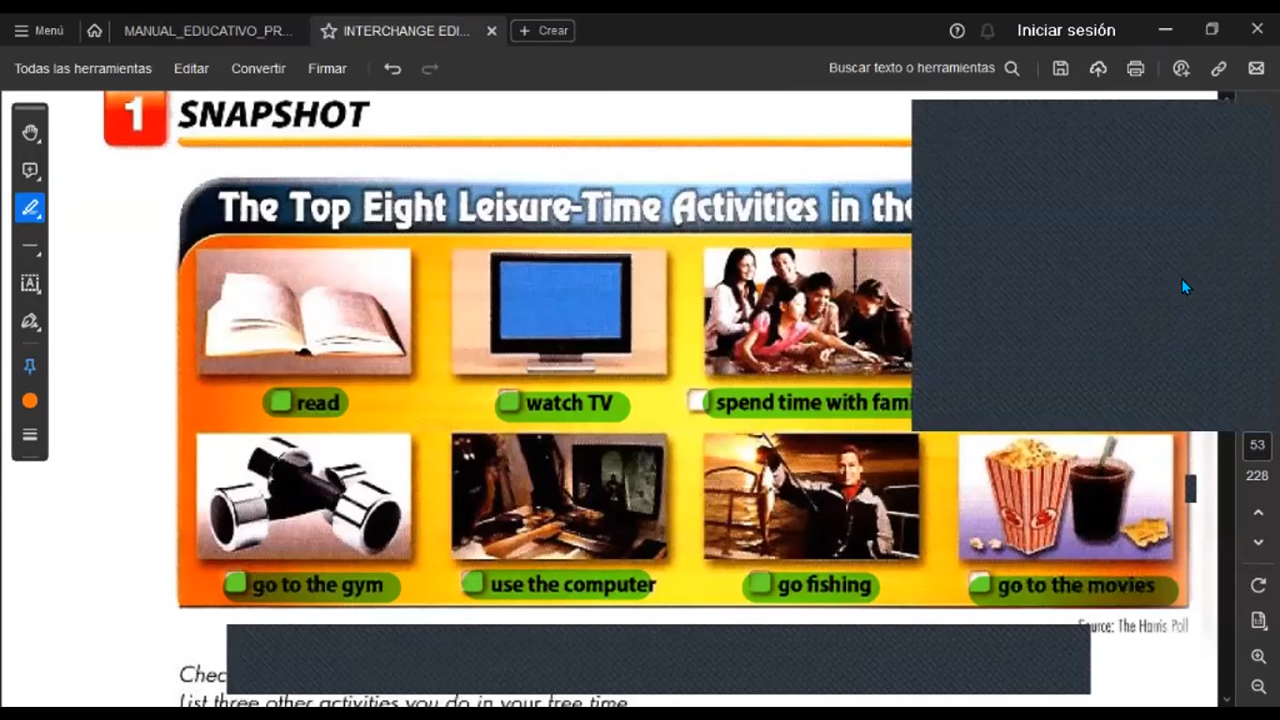 Menú
MANUAL_EDUCATIVO_PR...
INTERCHANGE EDI...
Crear
Iniciar sesión
Todas las herramientas
Editar
Convertir
Firmar
Buscar texto o herramientas
1 SNAPSHOT
The Top Eight Leisure-Time Activities in the
read
watch TV
spend time with fami
go to the gym
use the computer
go fishing
go to the movies
53
228
Source: The Harris Poll
Chec
List three other activities you do in your free time